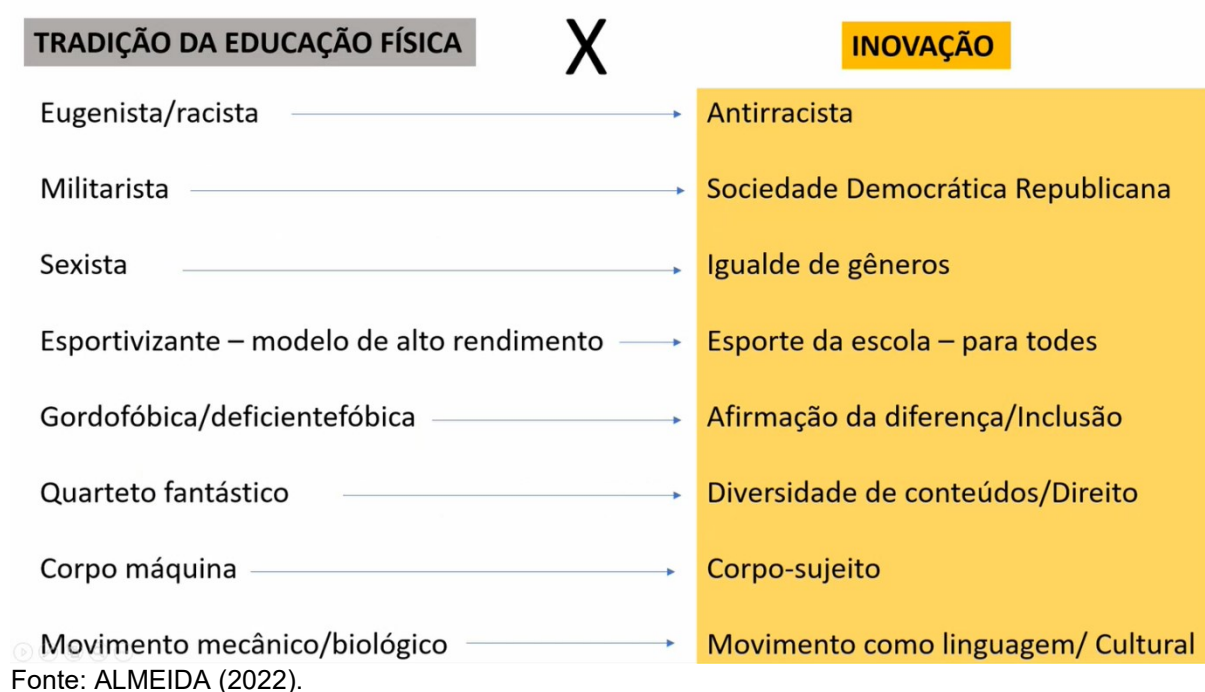 TRADIÇÃO DA EDUCAÇÃO FÍSICA X INOVAÇÃO
Eugenista/racista Antirracista
Militarista Sociedade Democrática Republicana
Sexista Igualde de gêneros
Esportivizante – modelo de alto rendimento Esporte da escola – para todes
Gordofóbica/deficientefóbica Afirmação da diferença/Inclusão
Quarteto fantástico Diversidade de conteúdos/Direito
Corpo máquina Corpo-sujeito
Movimento mecânico/biológico Movimento como linguagem/ Cultural
Fonte: ALMEIDA (2022).